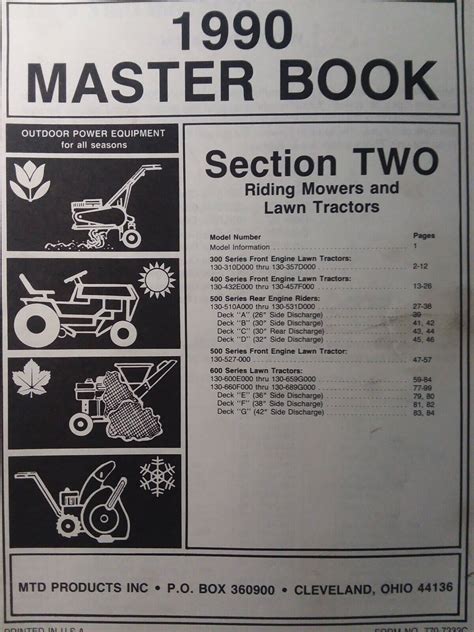 1990
MASTER BOOK
OUTDOOR POWER EQUIPMENT
for all seasons
Section TWO
Riding Mowers and
Lawn Tractors
Model Number Pages
Model Information 1
300 Series Front Engine Lawn Tractors:
130-310D000 thru 130-357D000 2-12
400 Series Front Engine Lawn Tractors:
130-432E000 thru 130-457F000 13-26
500 Series Rear Engine Riders:
130-510A000 thru 130-531D000 27-38
Deck "A" (26" Side Discharge) 39
Deck "B" (30" Side Discharge) 41, 42
Deck "C" (30" Rear Discharge) 43, 44
Deck "D" (32" Side Discharge) 45, 46
500 Series Front Engine Lawn Tractor:
130-527-000 47-57
600 Series Lawn Tractors:
130-600E000 thru 130-659G000 59-84
130-660F000 thru 130-689G000 77-99
Deck "E" (36" Side Discharge) 79, 80
Deck "F" (38" Side Discharge) 81, 82
Deck "G" (42" Side Discharge) 83, 84
MTD PRODUCTS INC • P.O. BOX 360900 • CLEVELAND, OHIO 44136
PRINTED IN U.S.A. FORM NO. 770-7232C